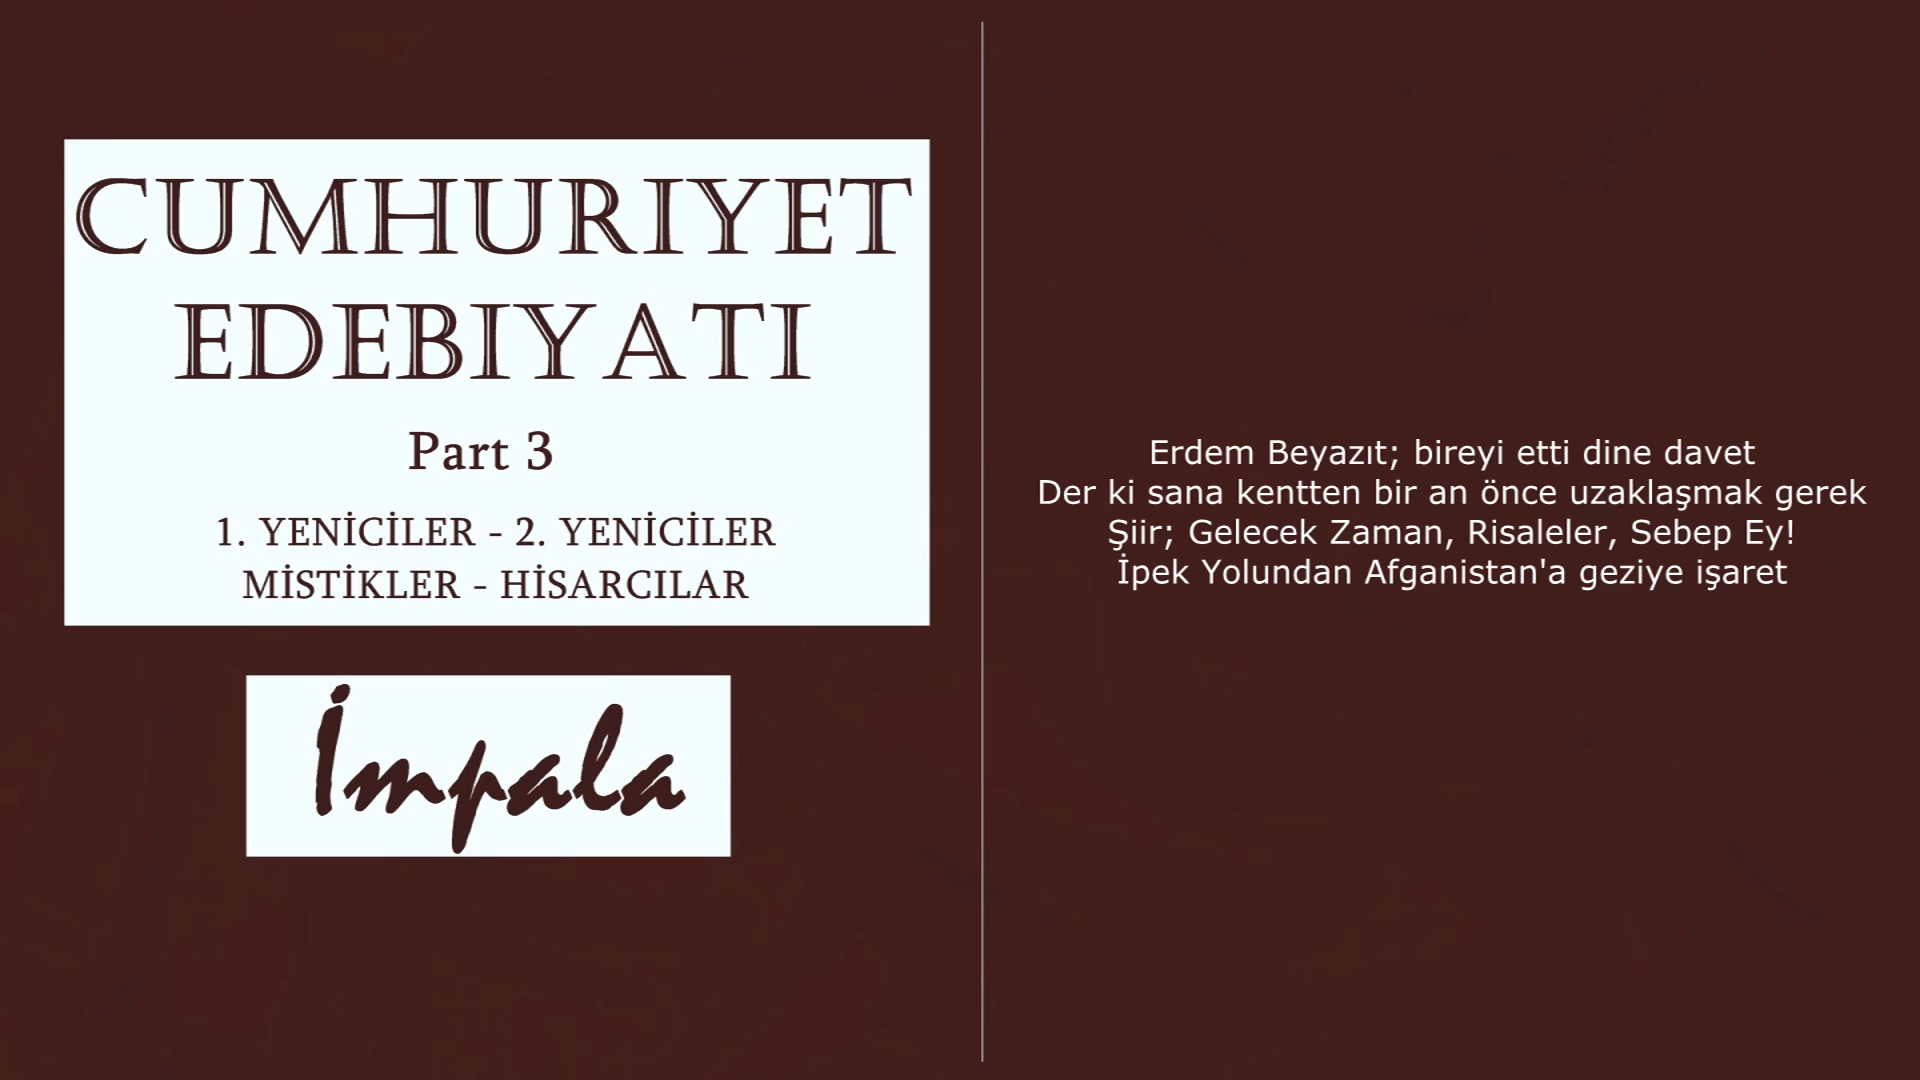 CUMHURIYET
EDEBIYATI
Part 3
1. YENİCİLER - 2. YENİCİLER
MİSTİKLER - HİSARCILAR
İmpala
Erdem Beyazıt; bireyi etti dine davet
Der ki sana kentten bir an önce uzaklaşmak gerek
Şiir; Gelecek Zaman, Risaleler, Sebep Ey!
İpek Yolundan Afganistan'a geziye işaret